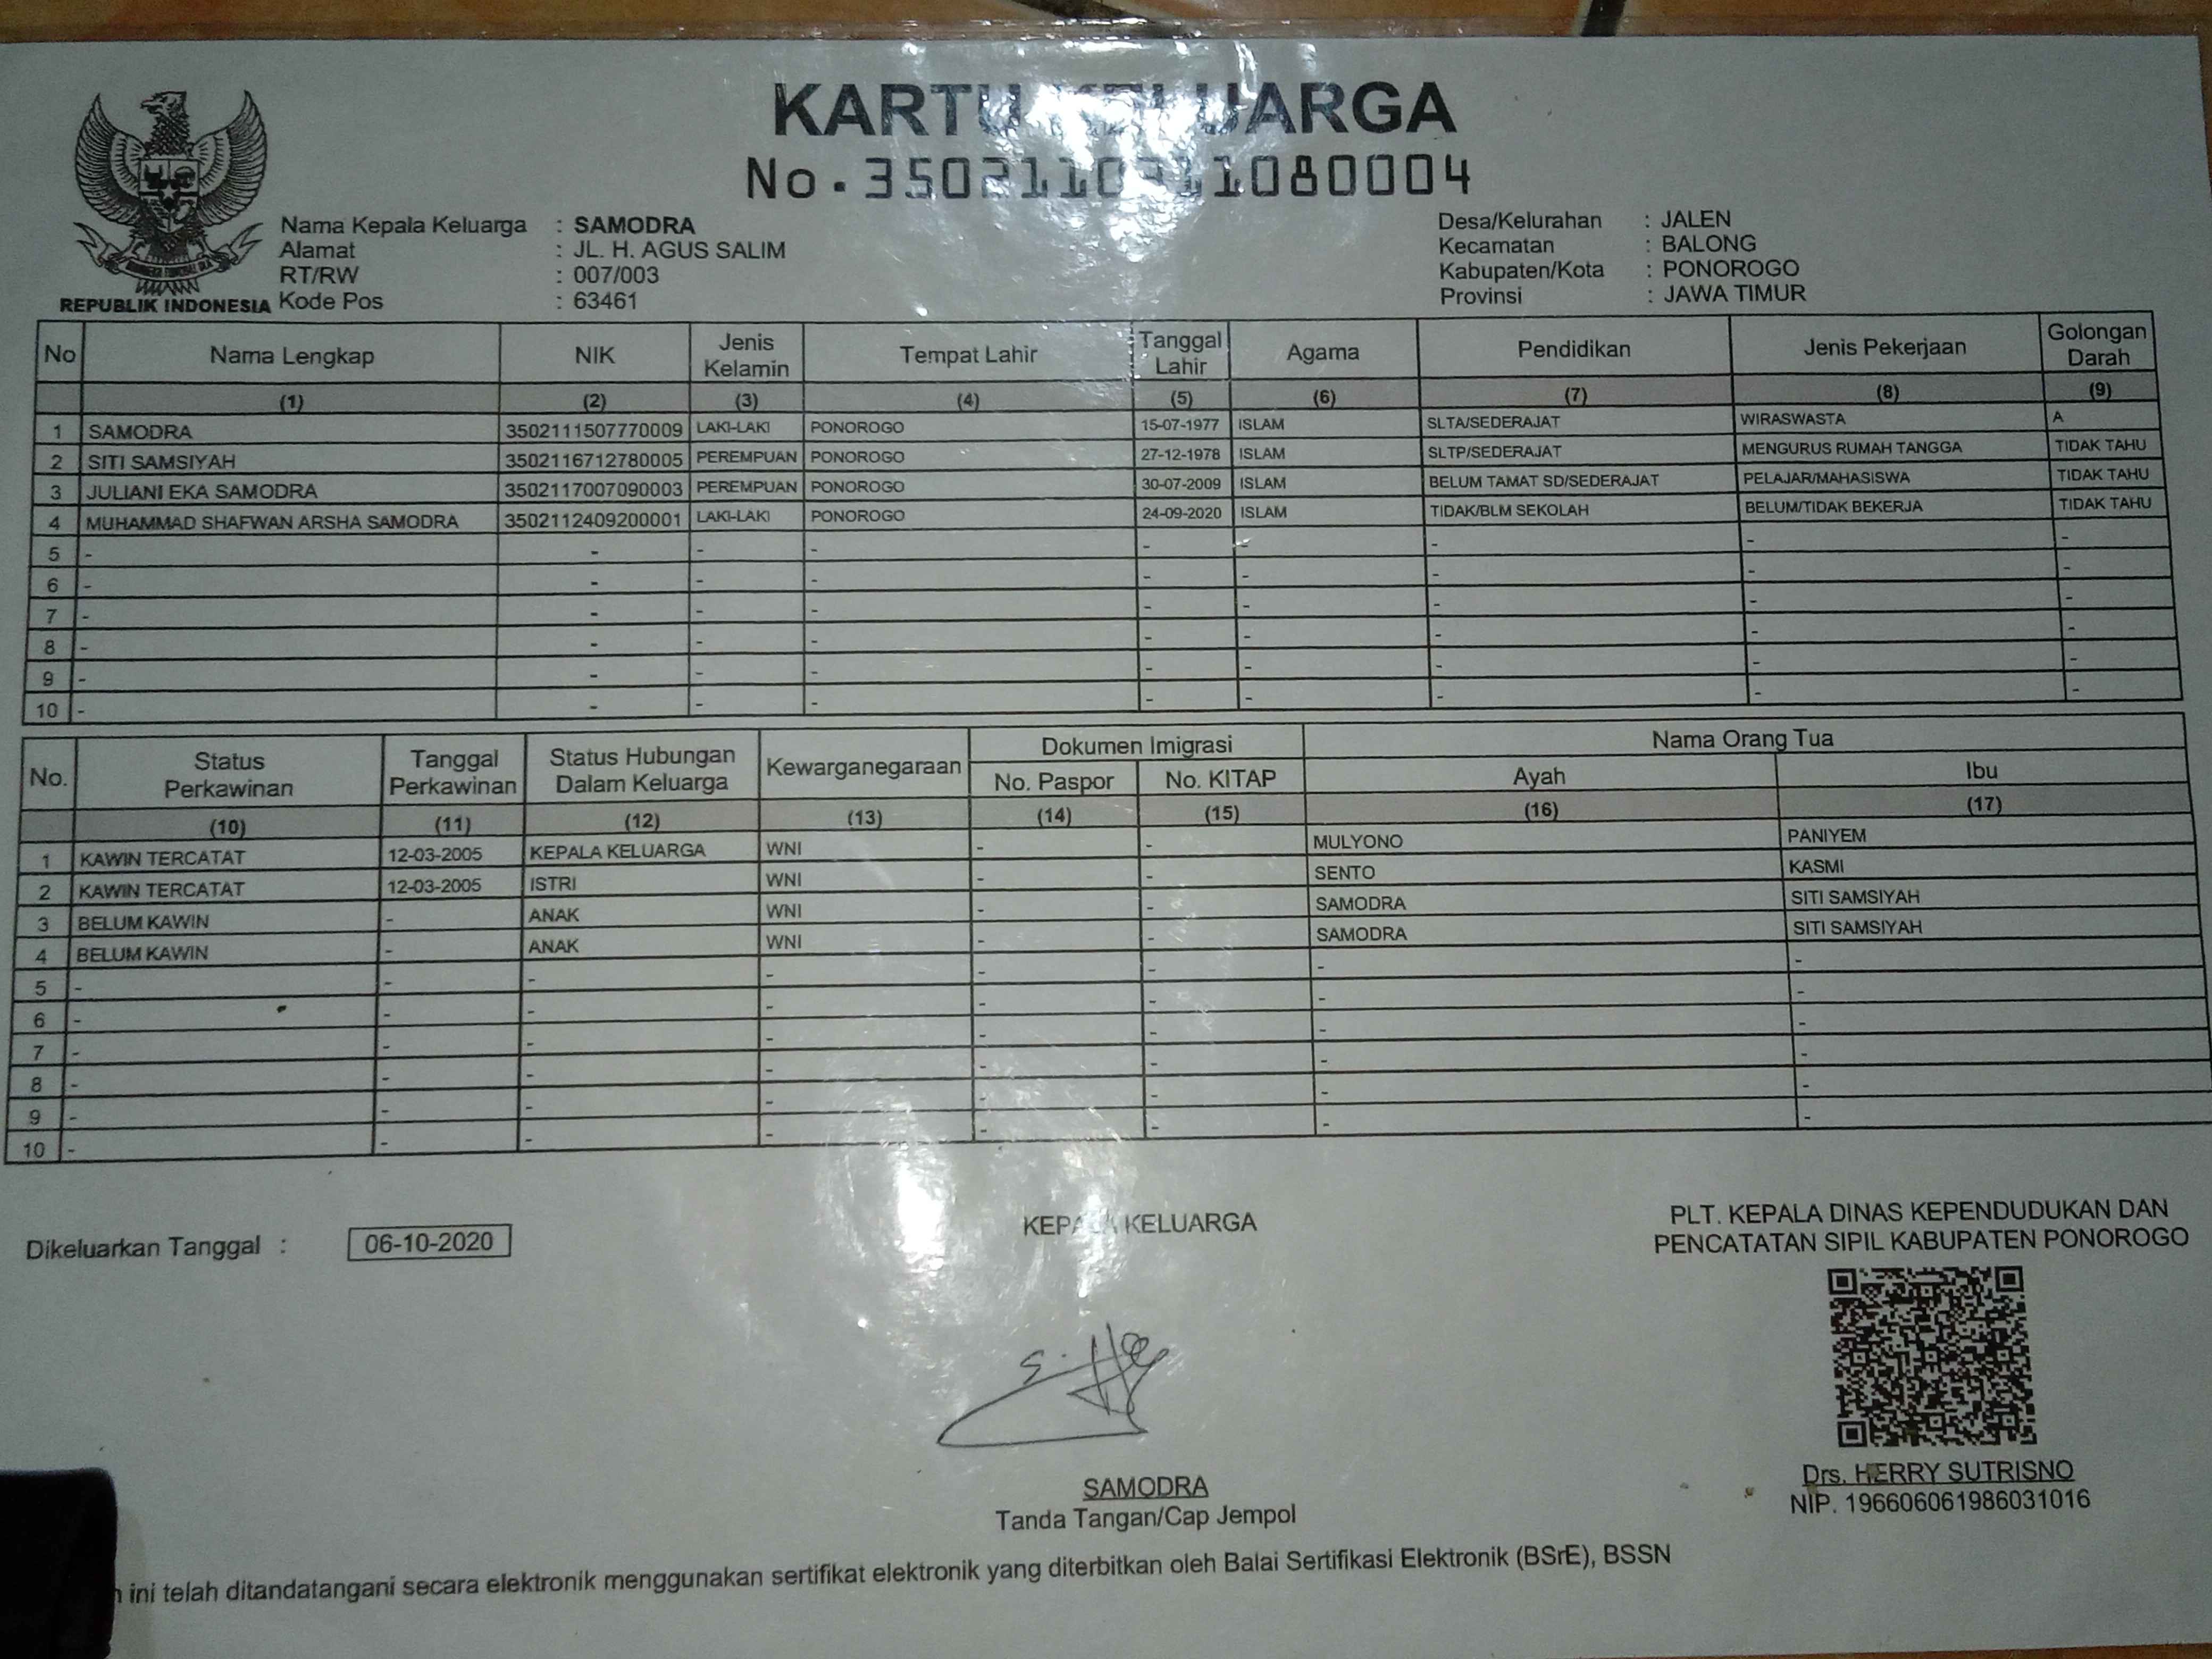 KARTU KELUARGA
REPUBLIK INDONESIA
Nama Kepala Keluarga : SAMODRA
Alamat : JL. H. AGUS SALIM
RT/RW : 007/003
Kode Pos : 63461
Desa/Kelurahan : JALEN
Kecamatan : BALONG
Kabupaten/Kota : PONOROGO
Provinsi : JAWA TIMUR
No Nama Lengkap NIK Jenis Kelamin Tempat Lahir Tanggal Lahir Agama Pendidikan Jenis Pekerjaan Golongan Darah
(1) (2) (3) (4) (5) (6) (7) (8) (9)
1 SAMODRA 3502111507770009 LAKI-LAKI PONOROGO 15-07-1977 ISLAM SLTA/SEDERAJAT WIRASWASTA A
2 SITI SAMSIYAH 3502116712780005 PEREMPUAN PONOROGO 27-12-1978 ISLAM SLTP/SEDERAJAT MENGURUS RUMAH TANGGA TIDAK TAHU
3 JULIANI EKA SAMODRA 3502117007090003 PEREMPUAN PONOROGO 30-07-2009 ISLAM BELUM TAMAT SD/SEDERAJAT PELAJAR/MAHASISWA TIDAK TAHU
4 MUHAMMAD SHAFWAN ARSHA SAMODRA 3502112409200001 LAKI-LAKI PONOROGO 24-09-2020 ISLAM TIDAK/BLM SEKOLAH BELUM/TIDAK BEKERJA TIDAK TAHU
5 - - - - - - - - -
6 - - - - - - - - -
7 - - - - - - - - -
8 - - - - - - - - -
9 - - - - - - - - -
10 - - - - - - - - -
No. Status Perkawinan Tanggal Perkawinan Status Hubungan Dalam Keluarga Kewarganegaraan Dokumen Imigrasi Nama Orang Tua
No. Paspor No. KITAP Ayah Ibu
(10) (11) (12) (13) (14) (15) (16) (17)
1 KAWIN TERCATAT 12-03-2005 KEPALA KELUARGA WNI - - MULYONO PANIYEM
2 KAWIN TERCATAT 12-03-2005 ISTRI WNI - - SENTO KASMI
3 BELUM KAWIN - ANAK WNI - - SAMODRA SITI SAMSIYAH
4 BELUM KAWIN - ANAK WNI - - SAMODRA SITI SAMSIYAH
5 - - - - - - - -
6 - - - - - - - -
7 - - - - - - - -
8 - - - - - - - -
9 - - - - - - - -
10 - - - - - - - -
Dikeluarkan Tanggal : 06-10-2020
KEPALA KELUARGA
SAMODRA
Tanda Tangan/Cap Jempol
PLT. KEPALA DINAS KEPENDUDUKAN DAN
PENCATATAN SIPIL KABUPATEN PONOROGO
Drs. HERRY SUTRISNO
NIP. 196606061986031016
ini telah ditandatangani secara elektronik menggunakan sertifikat elektronik yang diterbitkan oleh Balai Sertifikasi Elektronik (BSrE), BSSN